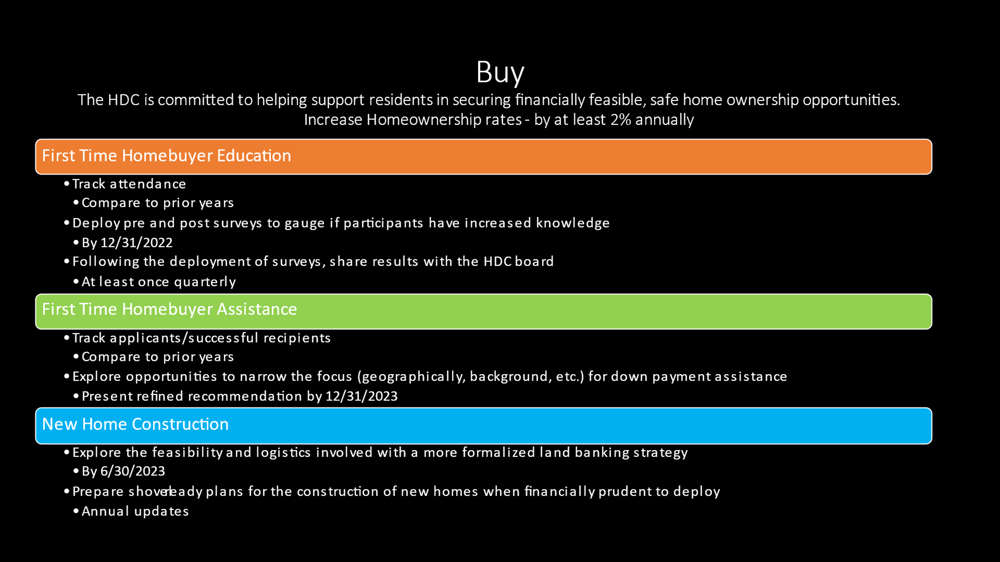 Buy
The HDC is committed to helping support residents in securing financially feasible, safe home ownership opportunities.
Increase Homeownership rates - by at least 2% annually
First Time Homebuyer Education
• Track attendance
• Compare to prior years
• Deploy pre and post surveys to gauge if participants have increased knowledge
• By 12/31/2022
• Following the deployment of surveys, share results with the HDC board
• At least once quarterly
First Time Homebuyer Assistance
• Track applicants/successful recipients
• Compare to prior years
• Explore opportunities to narrow the focus (geographically, background, etc.) for down payment assistance
• Present refined recommendation by 12/31/2023
New Home Construction
• Explore the feasibility and logistics involved with a more formalized land banking strategy
• By 6/30/2023
• Prepare shovel ready plans for the construction of new homes when financially prudent to deploy
• Annual updates